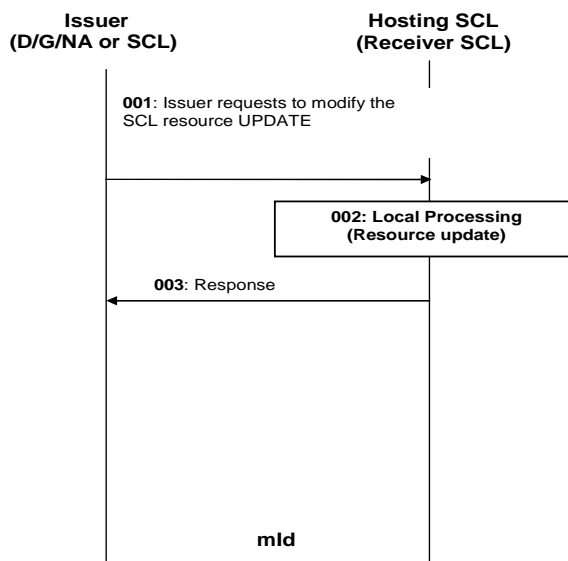 Issuer
(D/G/NA or SCL)
Hosting SCL
(Receiver SCL)
001: Issuer requests to modify the
SCL resource UPDATE
002: Local Processing
(Resource update)
003: Response
mId